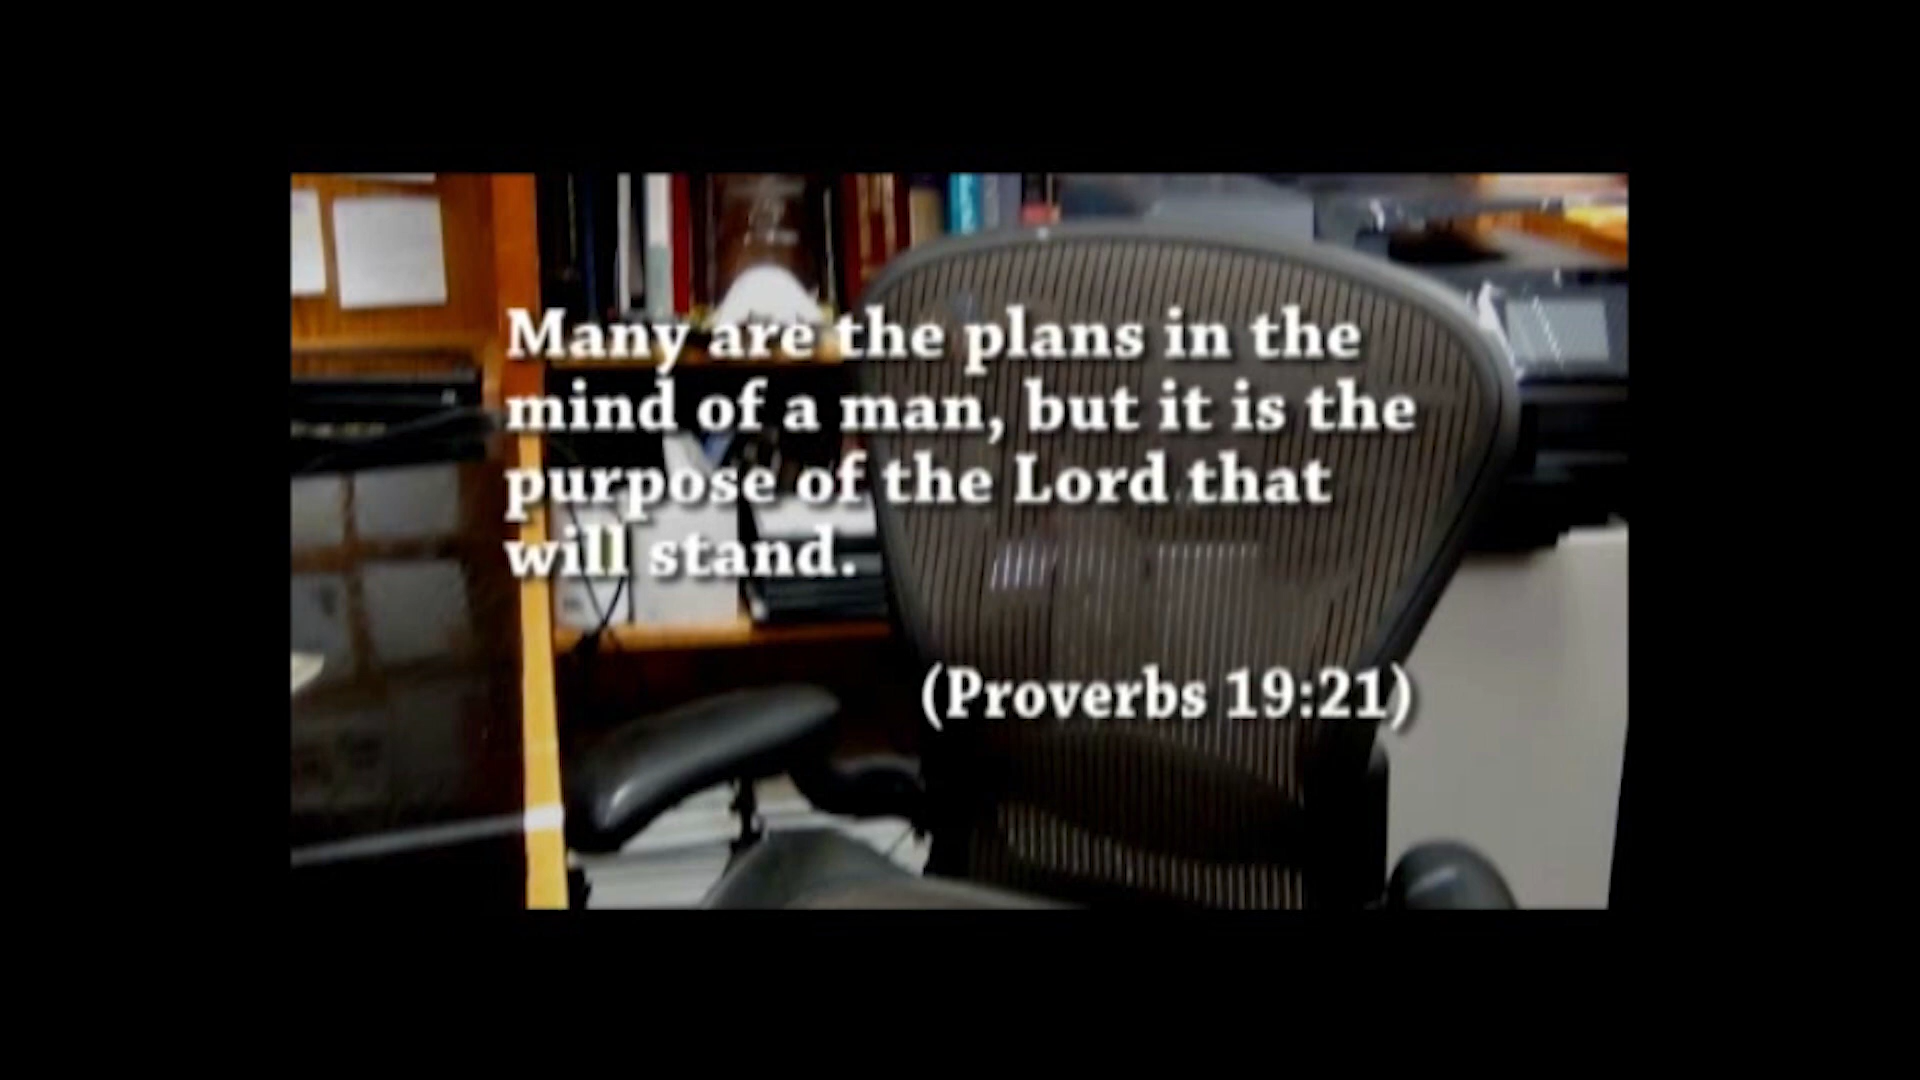 Many are the plans in the
mind of a man, but it is the
purpose of the Lord that
will stand.
(Proverbs 19:21)